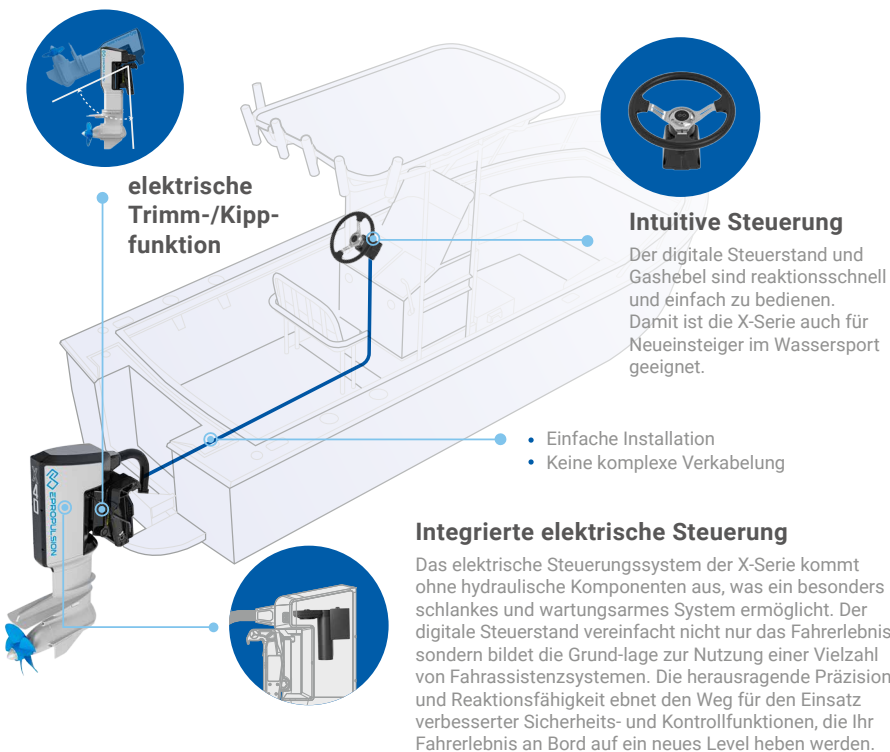 elektrische
Trimm-/Kipp-
funktion
Intuitive Steuerung
Der digitale Steuerstand und
Gashebel sind reaktionsschnell
und einfach zu bedienen.
Damit ist die X-Serie auch für
Neueinsteiger im Wassersport
geeignet.
• Einfache Installation
• Keine komplexe Verkabelung
X40
EPROPULSION
Integrierte elektrische Steuerung
Das elektrische Steuerungssystem der X-Serie kommt
ohne hydraulische Komponenten aus, was ein besonders
schlankes und wartungsarmes System ermöglicht. Der
digitale Steuerstand vereinfacht nicht nur das Fahrerlebnis
sondern bildet die Grund-lage zur Nutzung einer Vielzahl
von Fahrassistenzsystemen. Die herausragende Präzision
und Reaktionsfähigkeit ebnet den Weg für den Einsatz
verbesserter Sicherheits- und Kontrollfunktionen, die Ihr
Fahrerlebnis an Bord auf ein neues Level heben werden.